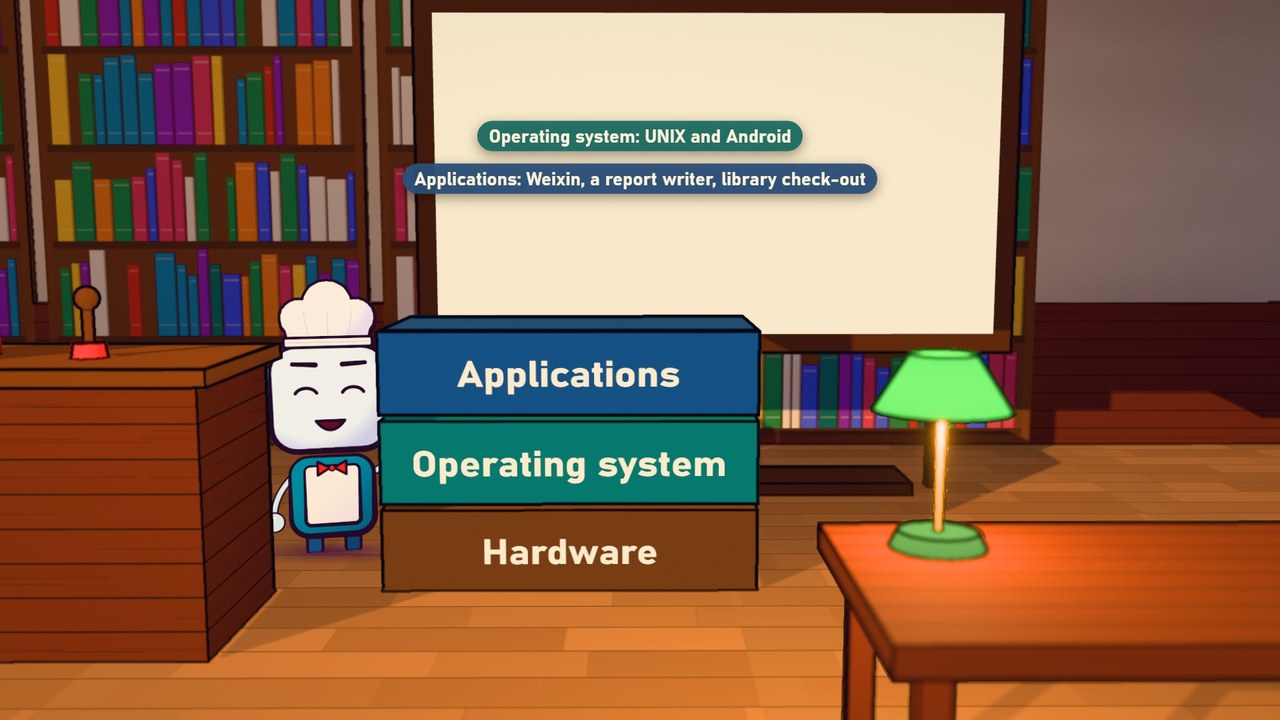 Operating system: UNIX and Android
Applications: Weixin, a report writer, library check-out
Applications
Operating system
Hardware